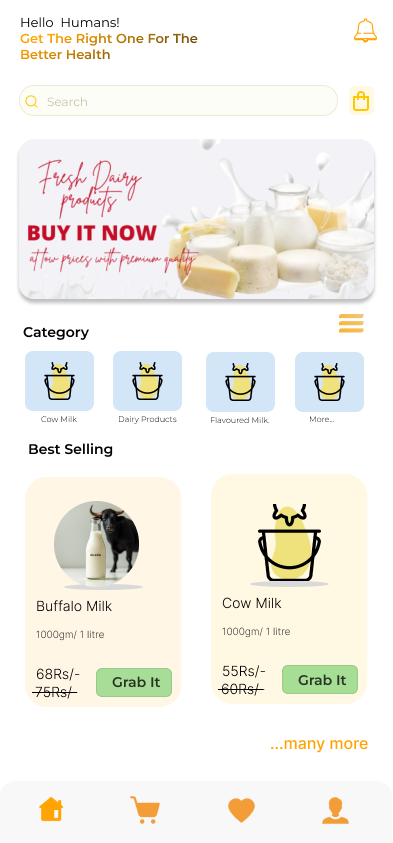 Hello Humans!
Get The Right One For The
Better Health
Search
Fresh Dairy
products
BUY IT NOW
at low prices with premium quality
Category
Cow Milk
Dairy Products
Flavoured Milk.
More...
Best Selling
Buffalo Milk
1000gm/ 1 litre
68Rs/-
75Rs/-
Grab It
Cow Milk
1000gm/ 1 litre
55Rs/-
60Rs/-
Grab It
...many more